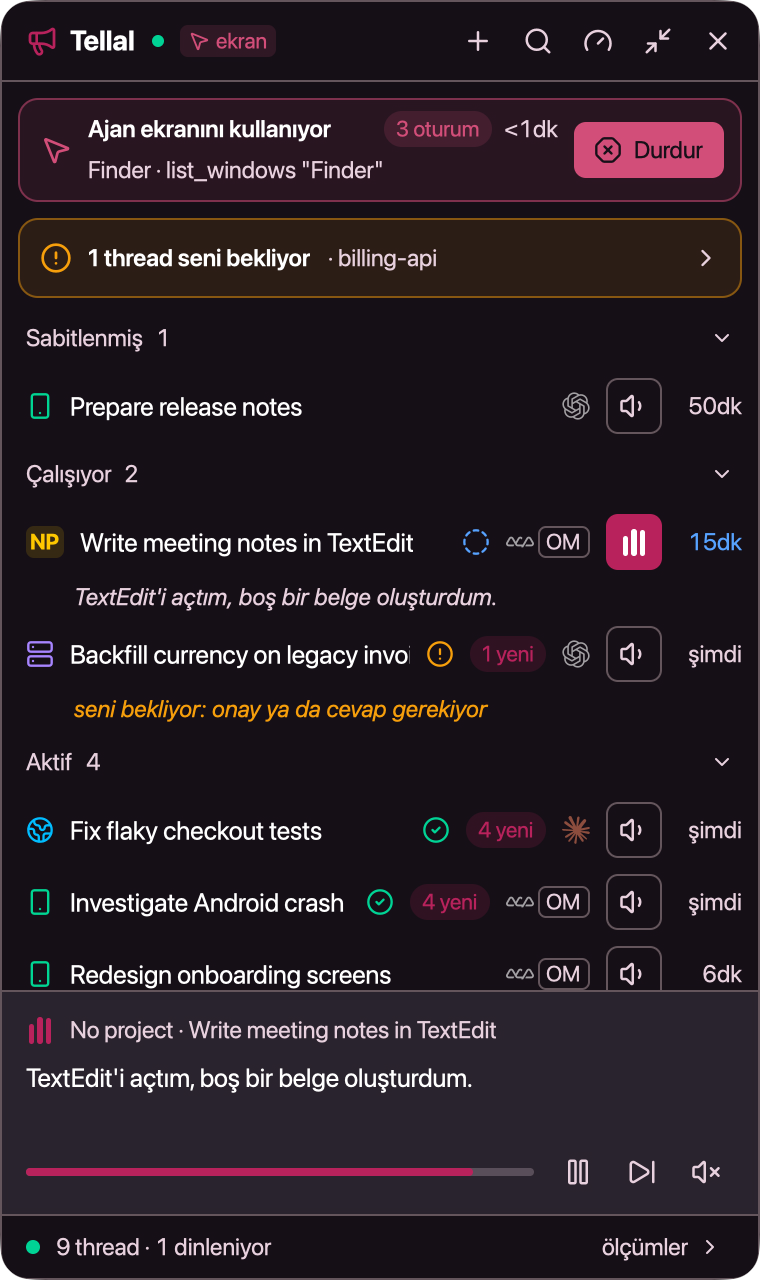 Tellal ekran
Ajan ekranını kullanıyor 3 oturum <1dk Durdur
Finder · list_windows "Finder"
1 thread seni bekliyor · billing-api
Sabitlenmiş 1
Prepare release notes 50dk
Çalışıyor 2
NP Write meeting notes in TextEdit OM 15dk
TextEdit'i açtım, boş bir belge oluşturdum.
Backfill currency on legacy invoi 1 yeni şimdi
seni bekliyor: onay ya da cevap gerekiyor
Aktif 4
Fix flaky checkout tests 4 yeni şimdi
Investigate Android crash 4 yeni OM şimdi
Redesign onboarding screens OM 6dk
No project · Write meeting notes in TextEdit
TextEdit'i açtım, boş bir belge oluşturdum.
9 thread · 1 dinleniyor ölçümler